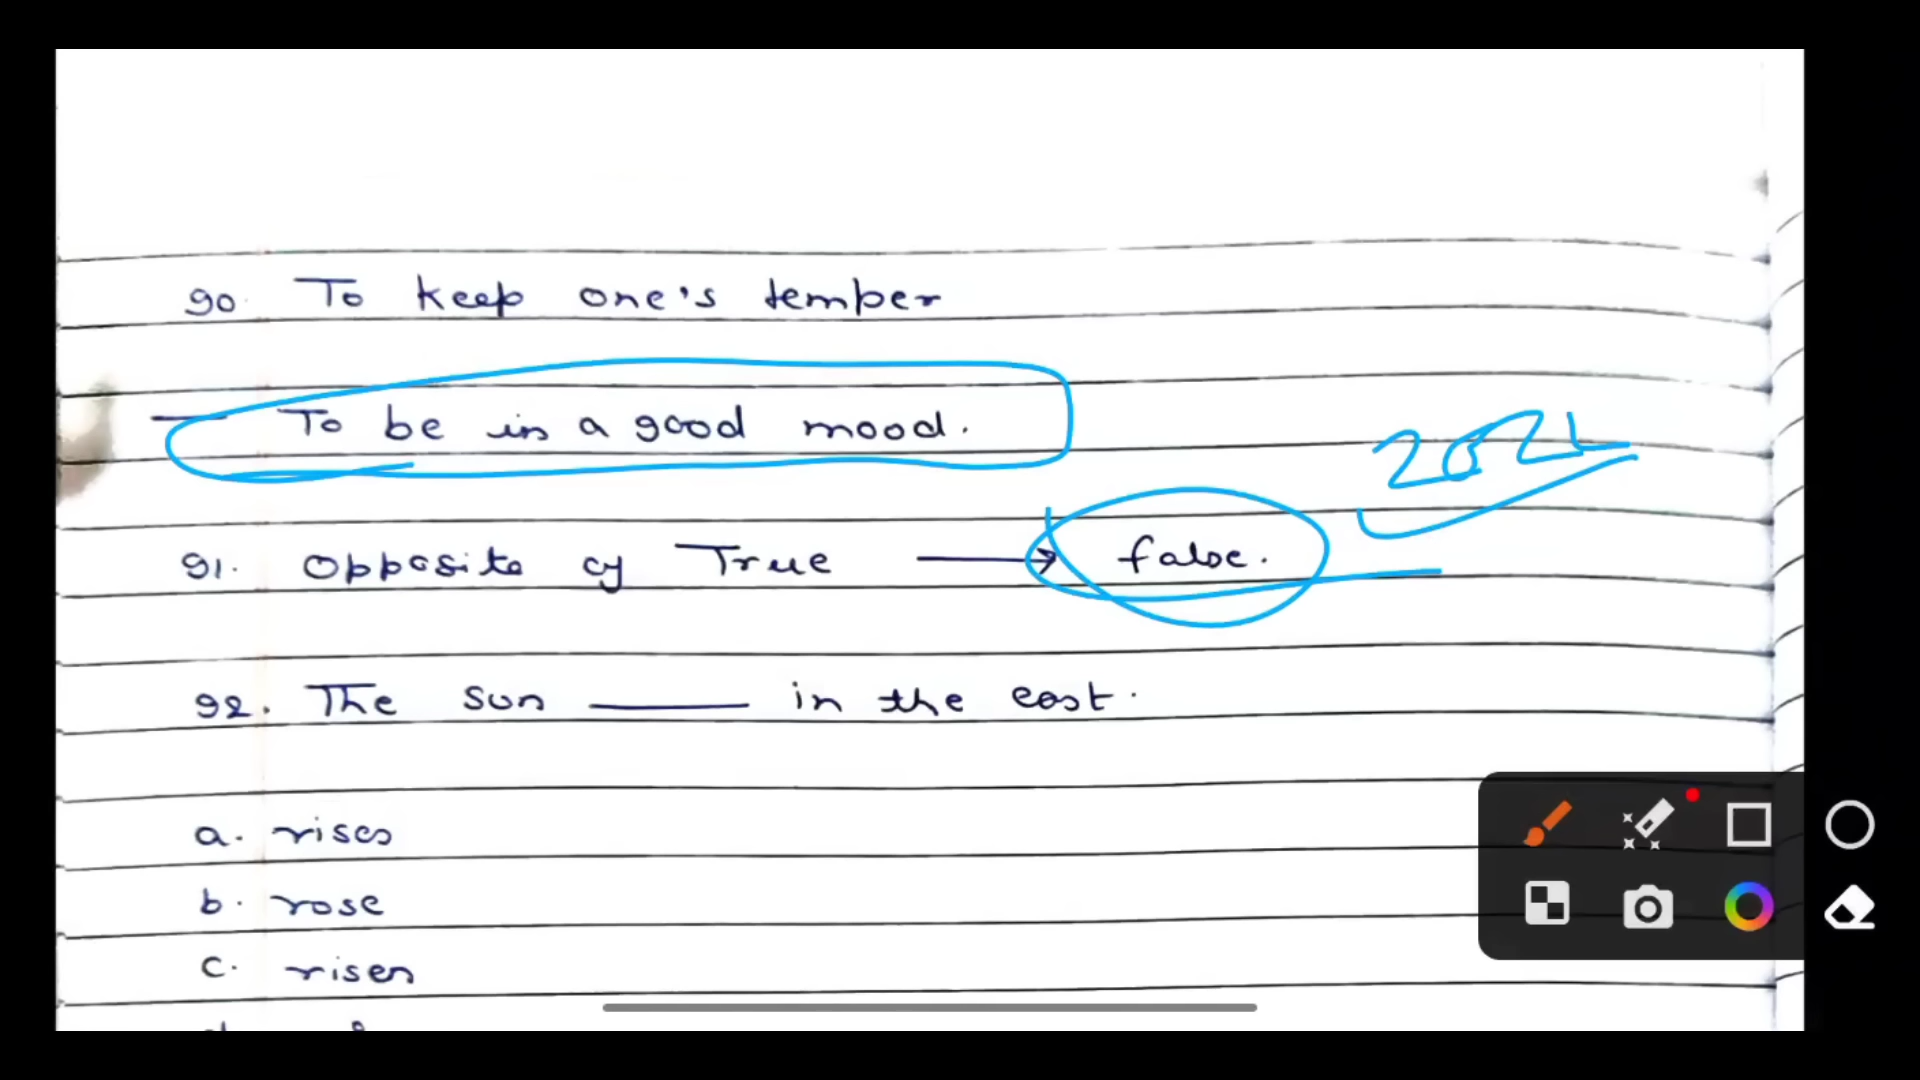 90. To keep one's temper
To be in a good mood.
2021
91. Opposite of True → false.
92. The sun ______ in the east.
a. rises
b. rose
c. risen